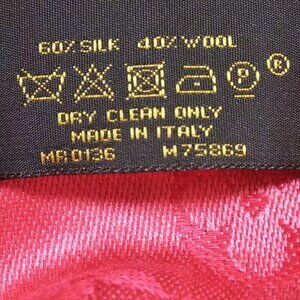 60% SILK 40% WOOL
P ®
DRY CLEAN ONLY
MADE IN ITALY
MR0136 M75869